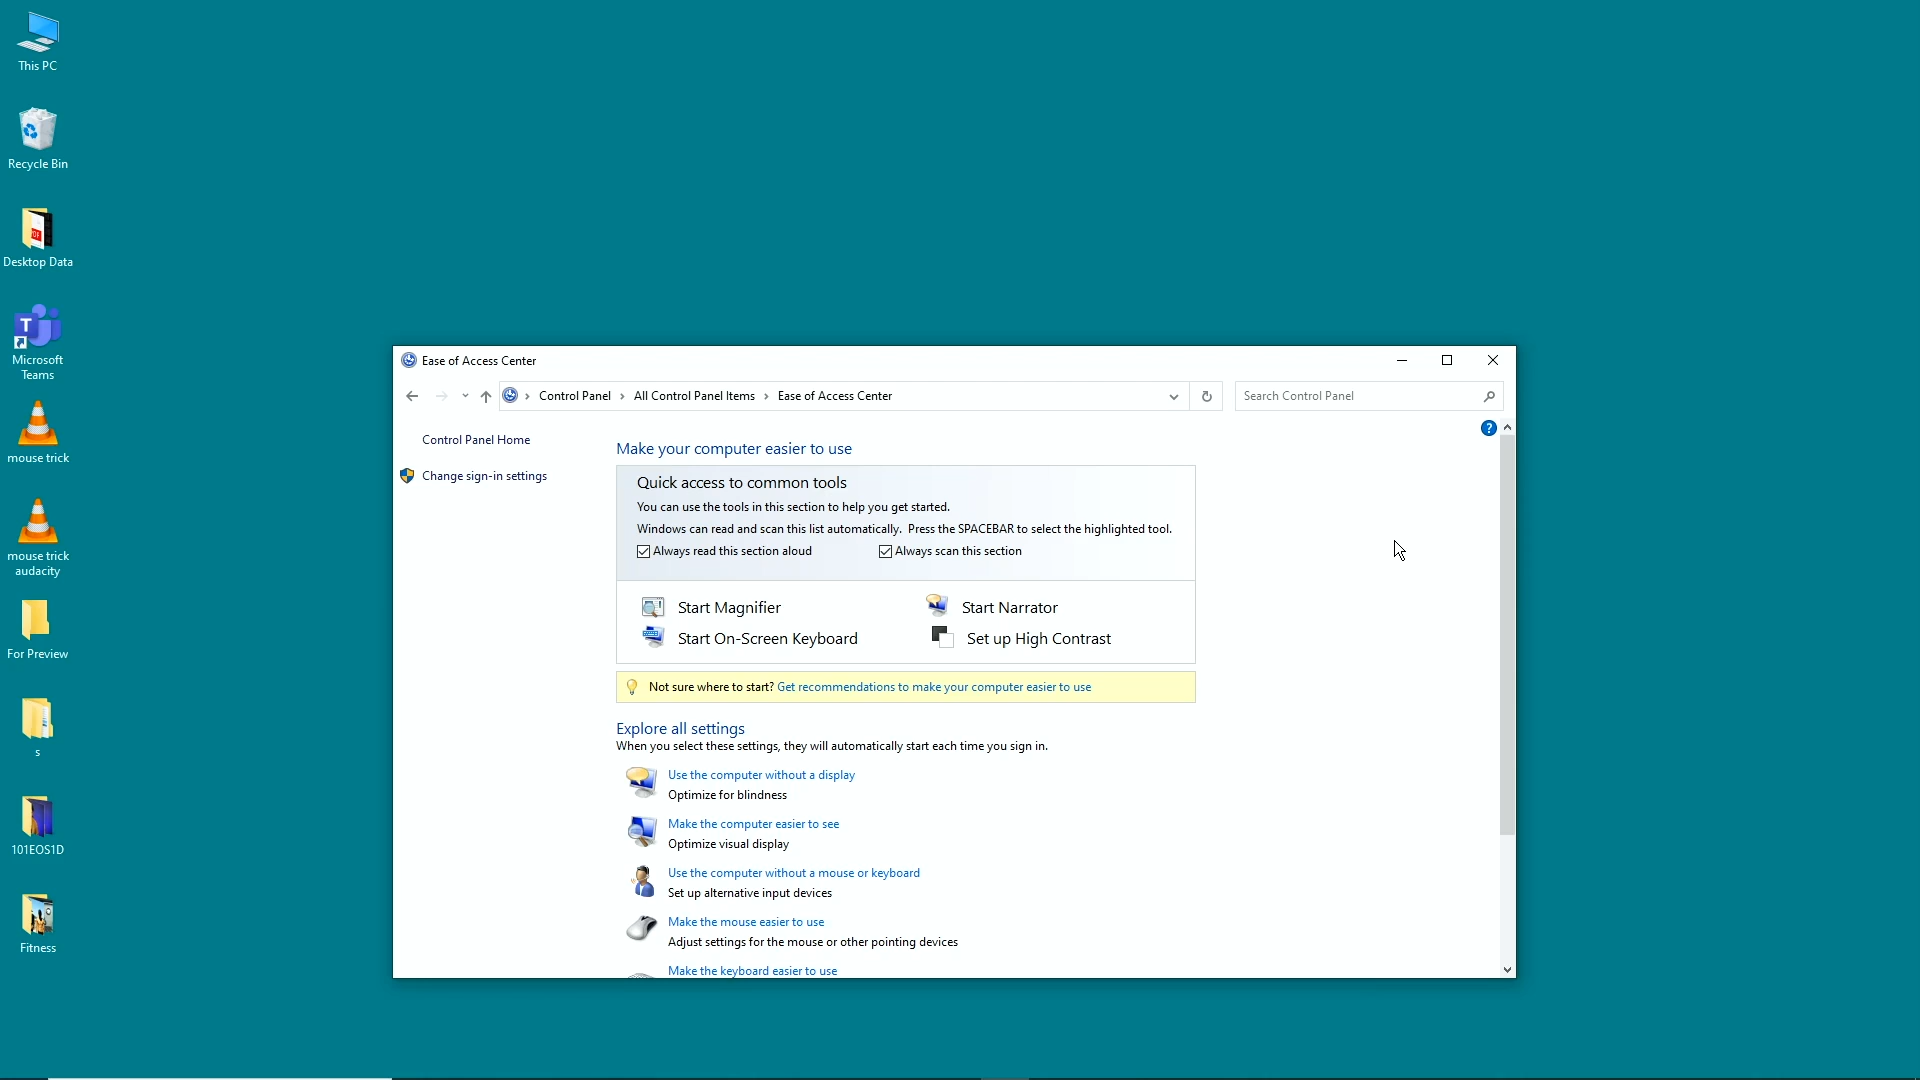 This PC
Recycle Bin
PDF
Desktop Data
T
Microsoft
Teams
mouse trick
mouse trick
audacity
For Preview
s
101EOS1D
Fitness
Ease of Access Center
Control Panel
All Control Panel Items
Ease of Access Center
Search Control Panel
?
Control Panel Home
Change sign-in settings
Make your computer easier to use
Quick access to common tools
You can use the tools in this section to help you get started.
Windows can read and scan this list automatically. Press the SPACEBAR to select the highlighted tool.
Always read this section aloud
Always scan this section
Start Magnifier
Start Narrator
Start On-Screen Keyboard
Set up High Contrast
Not sure where to start? Get recommendations to make your computer easier to use
Explore all settings
When you select these settings, they will automatically start each time you sign in.
Use the computer without a display
Optimize for blindness
Make the computer easier to see
Optimize visual display
Use the computer without a mouse or keyboard
Set up alternative input devices
Make the mouse easier to use
Adjust settings for the mouse or other pointing devices
Make the keyboard easier to use